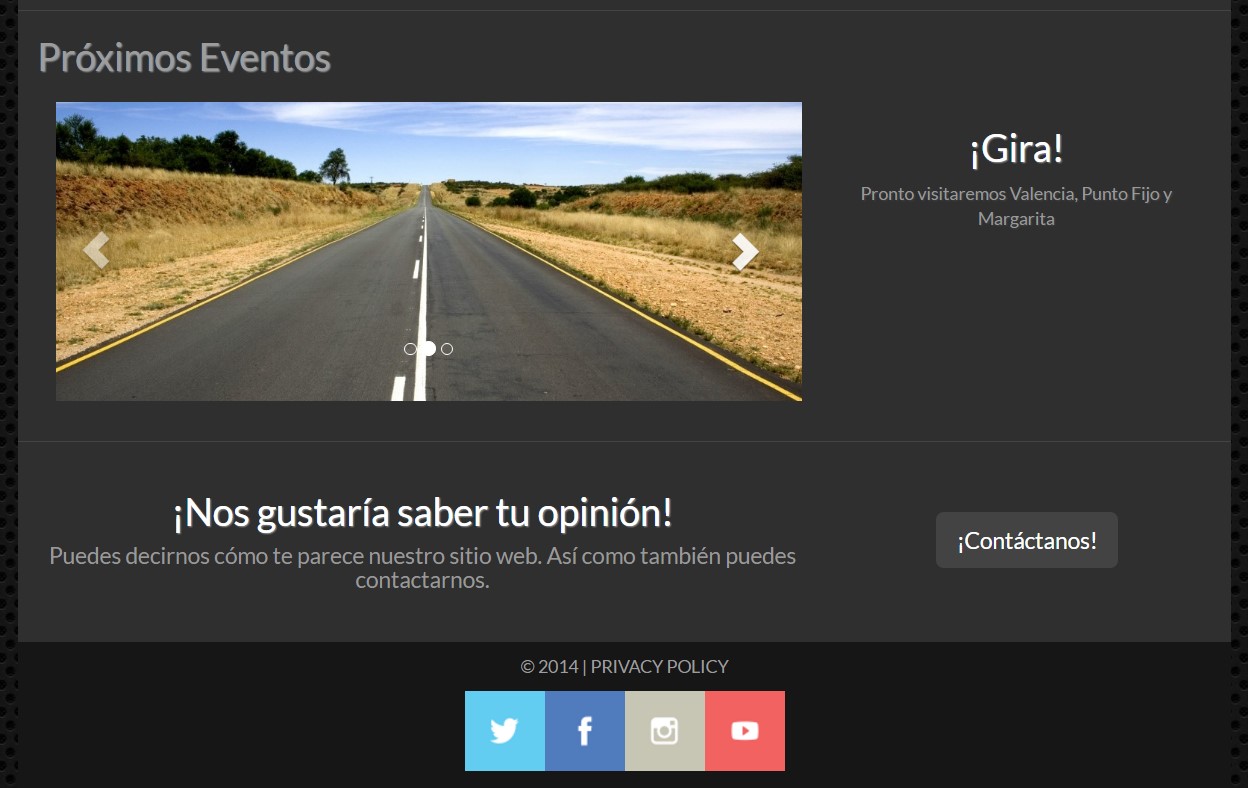 Próximos Eventos
¡Gira!
Pronto visitaremos Valencia, Punto Fijo y
Margarita
¡Nos gustaría saber tu opinión!
Puedes decirnos cómo te parece nuestro sitio web. Así como también puedes
contactarnos.
¡Contáctanos!
© 2014 | PRIVACY POLICY